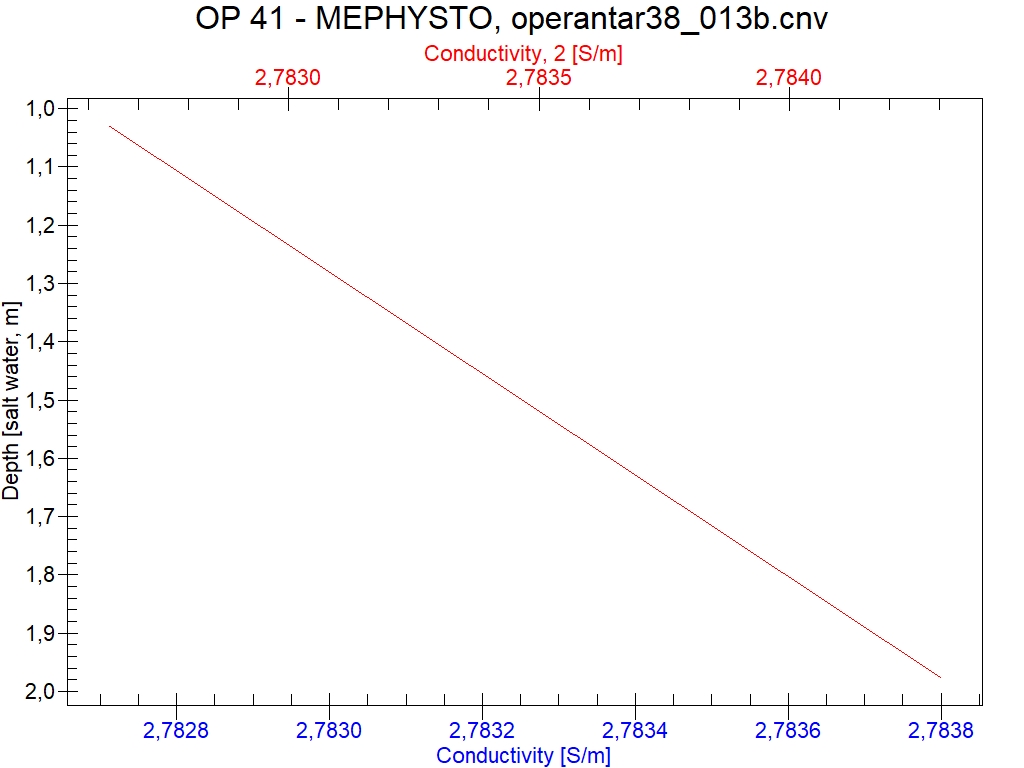 OP 41 - MEPHYSTO, operantar38_013b.cnv
Conductivity, 2 [S/m]
2,7830 2,7835 2,7840
1,0
1,1
1,2
1,3
1,4
1,5
1,6
1,7
1,8
1,9
2,0
Depth [salt water, m]
2,7828 2,7830 2,7832 2,7834 2,7836 2,7838
Conductivity [S/m]